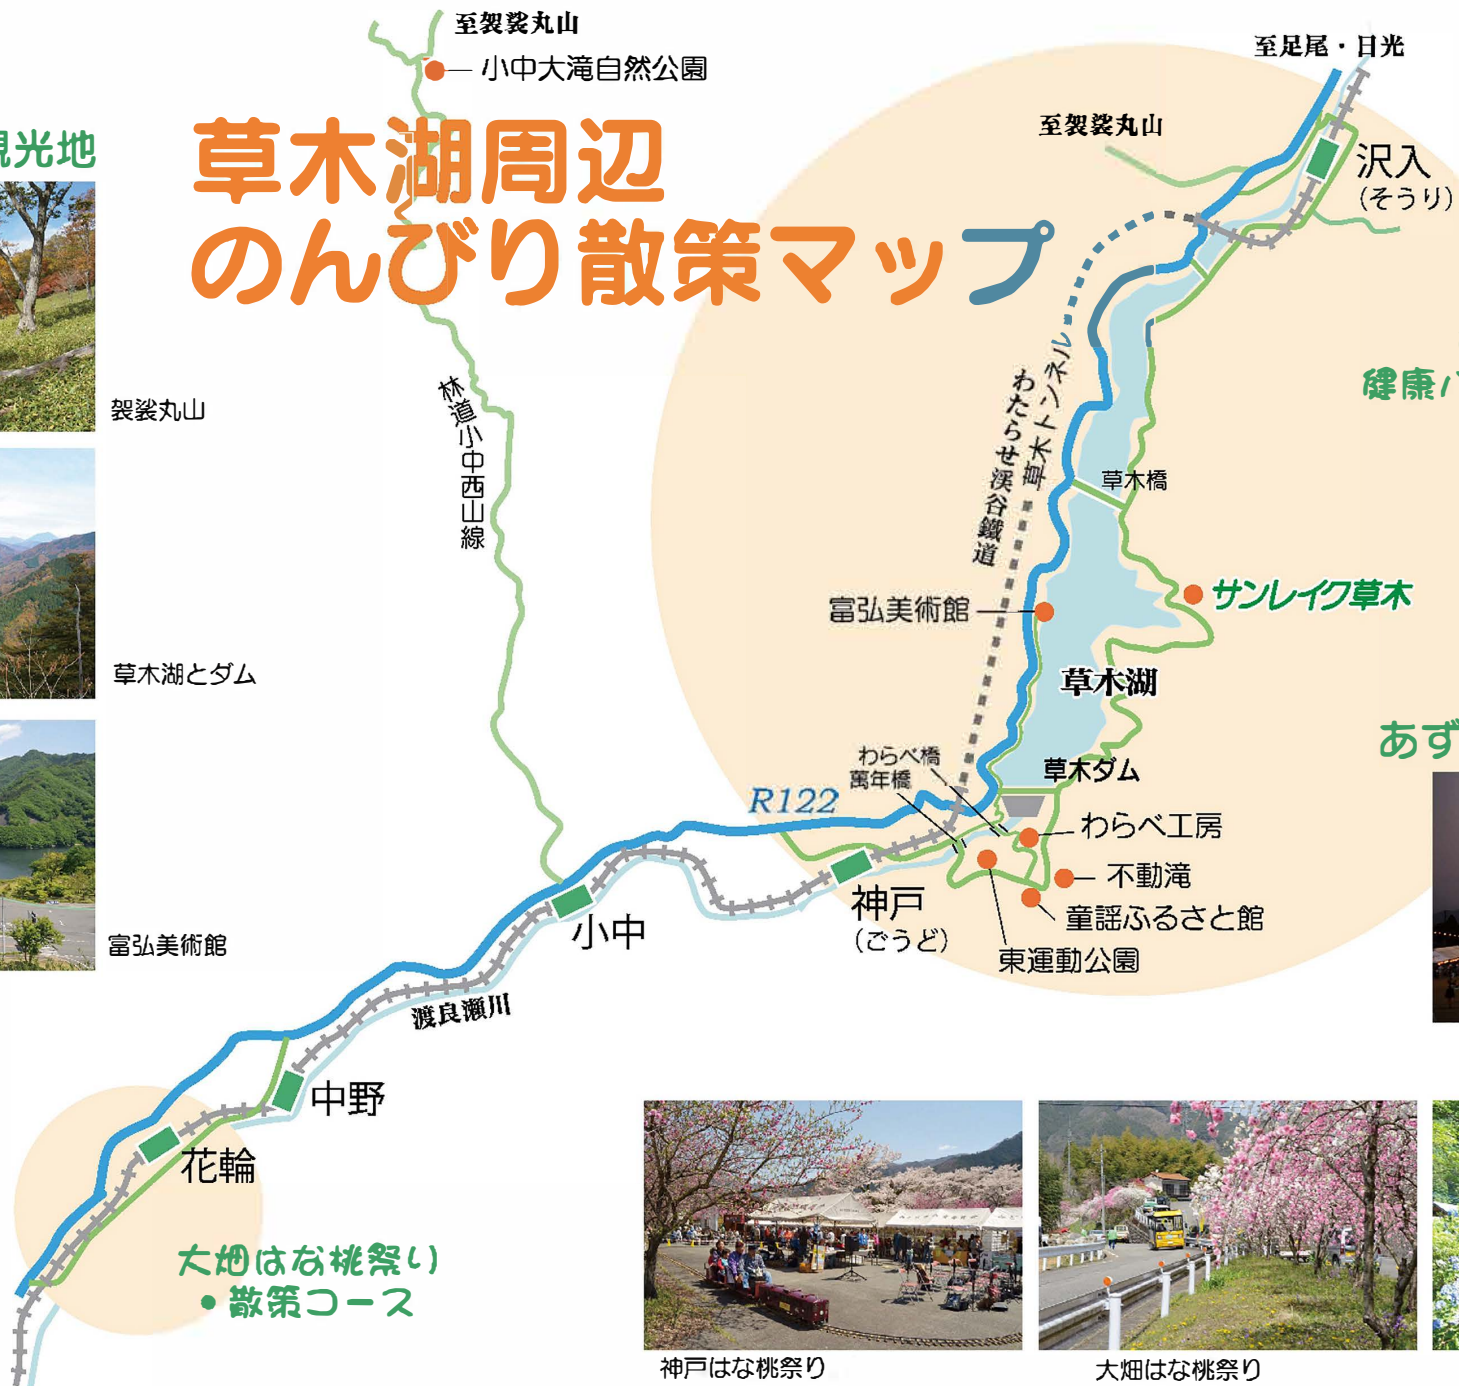 至袈裟丸山
小中大滝自然公園
至足尾・日光
至袈裟丸山
観光地
草木湖周辺
のんびり散策マップ
沢入
(そうり)
袈裟丸山
林道小中西山線
草木トンネル
わたらせ渓谷鐵道
草木橋
サンレイク草木
富弘美術館
草木湖とダム
草木湖
わらべ橋
萬年橋
草木ダム
R122
わらべ工房
不動滝
童謡ふるさと館
東運動公園
神戸
(ごうど)
小中
富弘美術館
渡良瀬川
中野
花輪
健康
あず
大畑はな桃祭り
・散策コース
神戸はな桃祭り
大畑はな桃祭り